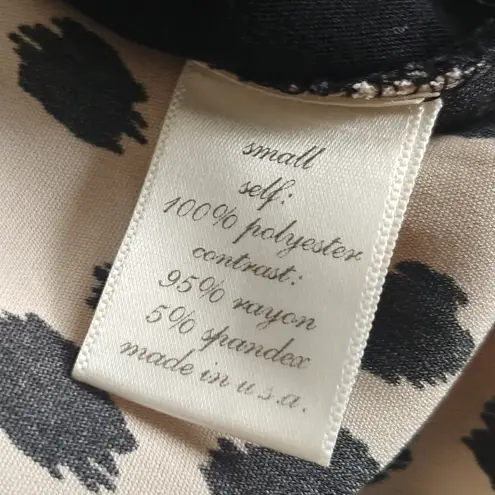 small
self:
100% polyester
contrast:
95% rayon
5% spandex
made in u.s.a.